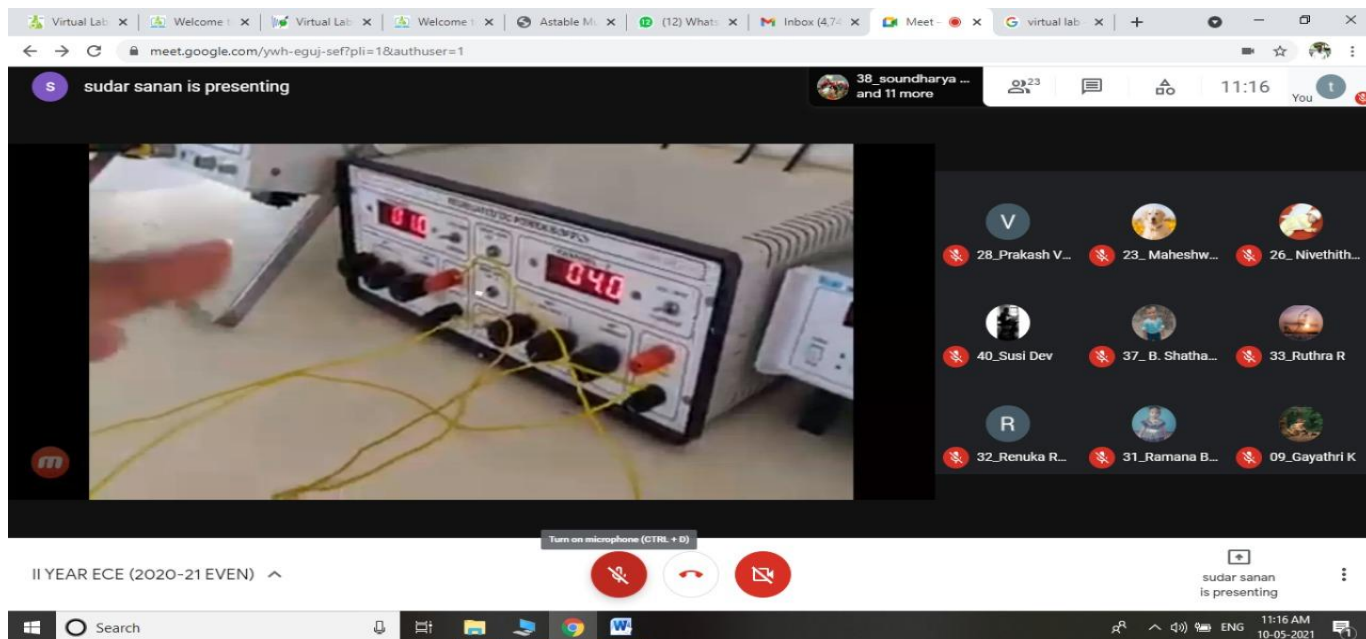 Virtual Lab
Welcome t
Virtual Lab
Welcome t
Astable Mu
(12) Whats
Inbox (4,74
Meet -
virtual lab
meet.google.com/ywh-eguj-sef?pli=1&authuser=1
s
sudar sanan is presenting
38_soundharya ...
and 11 more
23
11:16
You
t
REGULATED DC POWER SUPPLY
01.0
04.0
V
28_Prakash V...
23_ Maheshw...
26_ Nivethith...
40_Susi Dev
37_ B. Shatha...
33_Ruthra R
R
32_Renuka R...
31_Ramana B...
09_Gayathri K
m
Turn on microphone (CTRL + D)
II YEAR ECE (2020-21 EVEN)
sudar sanan
is presenting
Search
ENG
11:16 AM
10-05-2021